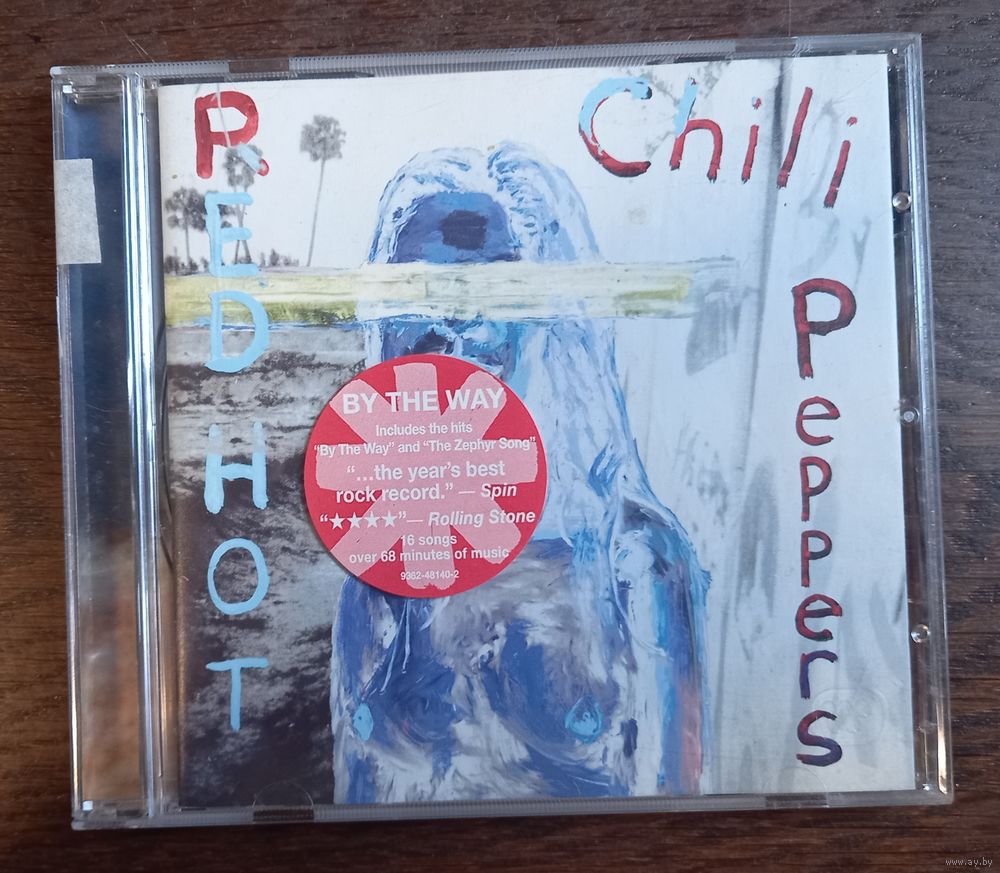 RED HOT
Chili
Peppers
BY THE WAY
Includes the hits
"By The Way" and "The Zephyr Song"
"...the year's best
rock record." — Spin
"★★★★"— Rolling Stone
16 songs
over 68 minutes of music
9362-48140-2
www.ay.by